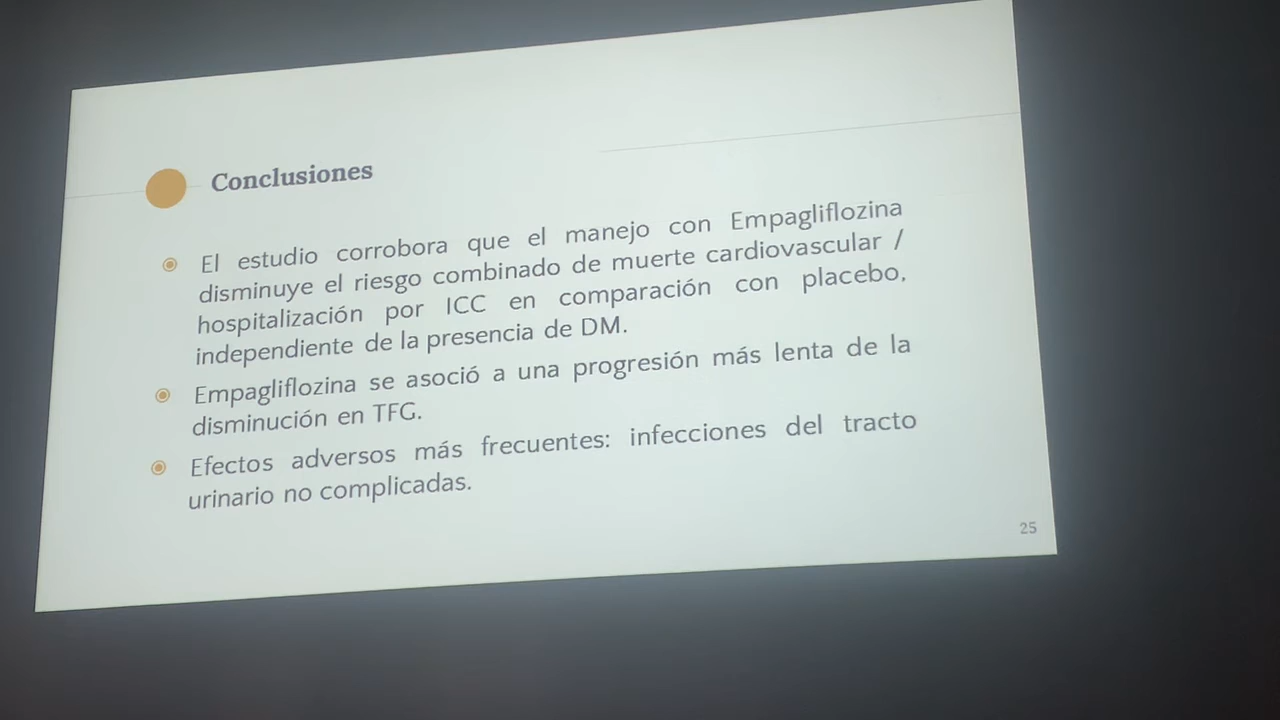 Conclusiones
El estudio corrobora que el manejo con Empagliflozina
disminuye el riesgo combinado de muerte cardiovascular /
hospitalización por ICC en comparación con placebo,
independiente de la presencia de DM.
Empagliflozina se asoció a una progresión más lenta de la
disminución en TFG.
Efectos adversos más frecuentes: infecciones del tracto
urinario no complicadas.
25